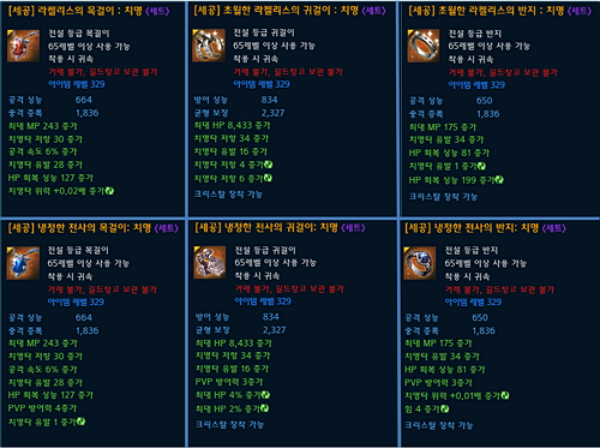 [세공] 라켈리스의 목걸이 : 치명 <세트>
전설 등급 목걸이
65레벨 이상 사용 가능
착용 시 귀속
거래 불가, 길드창고 보관 불가
아이템 레벨 329
공격 성능 664
충격 증폭 1,836
최대 MP 243 증가
치명타 저항 30 증가
공격 속도 6% 증가
치명타 유발 28 증가
HP 회복 성능 127 증가
치명타 위력 +0,02배 증가
[세공] 초월한 라켈리스의 귀걸이 : 치명 <세트>
전설 등급 귀걸이
65레벨 이상 사용 가능
착용 시 귀속
거래 불가, 길드창고 보관 불가
아이템 레벨 329
방어 성능 834
균형 보정 2,327
최대 HP 8,433 증가
치명타 저항 34 증가
치명타 유발 16 증가
치명타 저항 4 증가
치명타 저항 6 증가
크리스탈 장착 가능
[세공] 초월한 라켈리스의 반지 : 치명 <세트>
전설 등급 반지
65레벨 이상 사용 가능
착용 시 귀속
거래 불가, 길드창고 보관 불가
아이템 레벨 329
공격 성능 650
충격 증폭 1,836
최대 MP 175 증가
치명타 유발 34 증가
HP 회복 성능 81 증가
치명타 유발 1 증가
HP 회복 성능 199 증가
크리스탈 장착 가능
[세공] 냉정한 전사의 목걸이: 치명 <세트>
전설 등급 목걸이
65레벨 이상 사용 가능
착용 시 귀속
거래 불가, 길드창고 보관 불가
아이템 레벨 329
공격 성능 664
충격 증폭 1,836
최대 MP 243 증가
치명타 저항 30 증가
공격 속도 6% 증가
치명타 유발 28 증가
HP 회복 성능 127 증가
PVP 방어력 4증가
치명타 유발 1 증가
[세공] 냉정한 전사의 귀걸이: 치명 <세트>
전설 등급 귀걸이
65레벨 이상 사용 가능
착용 시 귀속
거래 불가, 길드창고 보관 불가
아이템 레벨 329
방어 성능 834
균형 보정 2,327
최대 HP 8,433 증가
치명타 저항 34 증가
치명타 유발 16 증가
PVP 방어력 3증가
최대 HP 4% 증가
최대 HP 2% 증가
크리스탈 장착 가능
[세공] 냉정한 전사의 반지: 치명 <세트>
전설 등급 반지
65레벨 이상 사용 가능
착용 시 귀속
거래 불가, 길드창고 보관 불가
아이템 레벨 329
공격 성능 650
충격 증폭 1,836
최대 MP 175 증가
치명타 유발 34 증가
HP 회복 성능 81 증가
PVP 방어력 3증가
치명타 위력 +0,01배 증가
힘 4 증가
크리스탈 장착 가능